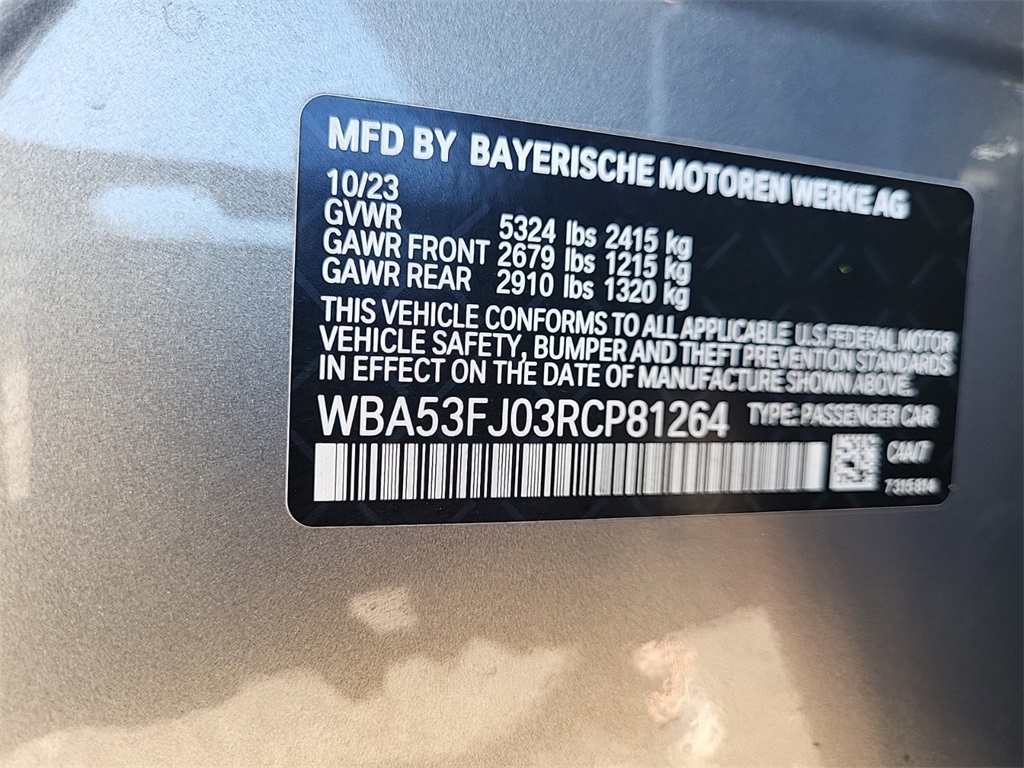 MFD BY BAYERISCHE MOTOREN WERKE AG
10/23
GVWR 5324 lbs 2415 kg
GAWR FRONT 2679 lbs 1215 kg
GAWR REAR 2910 lbs 1320 kg
THIS VEHICLE CONFORMS TO ALL APPLICABLE U.S.FEDERAL MOTOR
VEHICLE SAFETY, BUMPER AND THEFT PREVENTION STANDARDS
IN EFFECT ON THE DATE OF MANUFACTURE SHOWN ABOVE.
WBA53FJ03RCP81264 TYPE: PASSENGER CAR
C4A/7